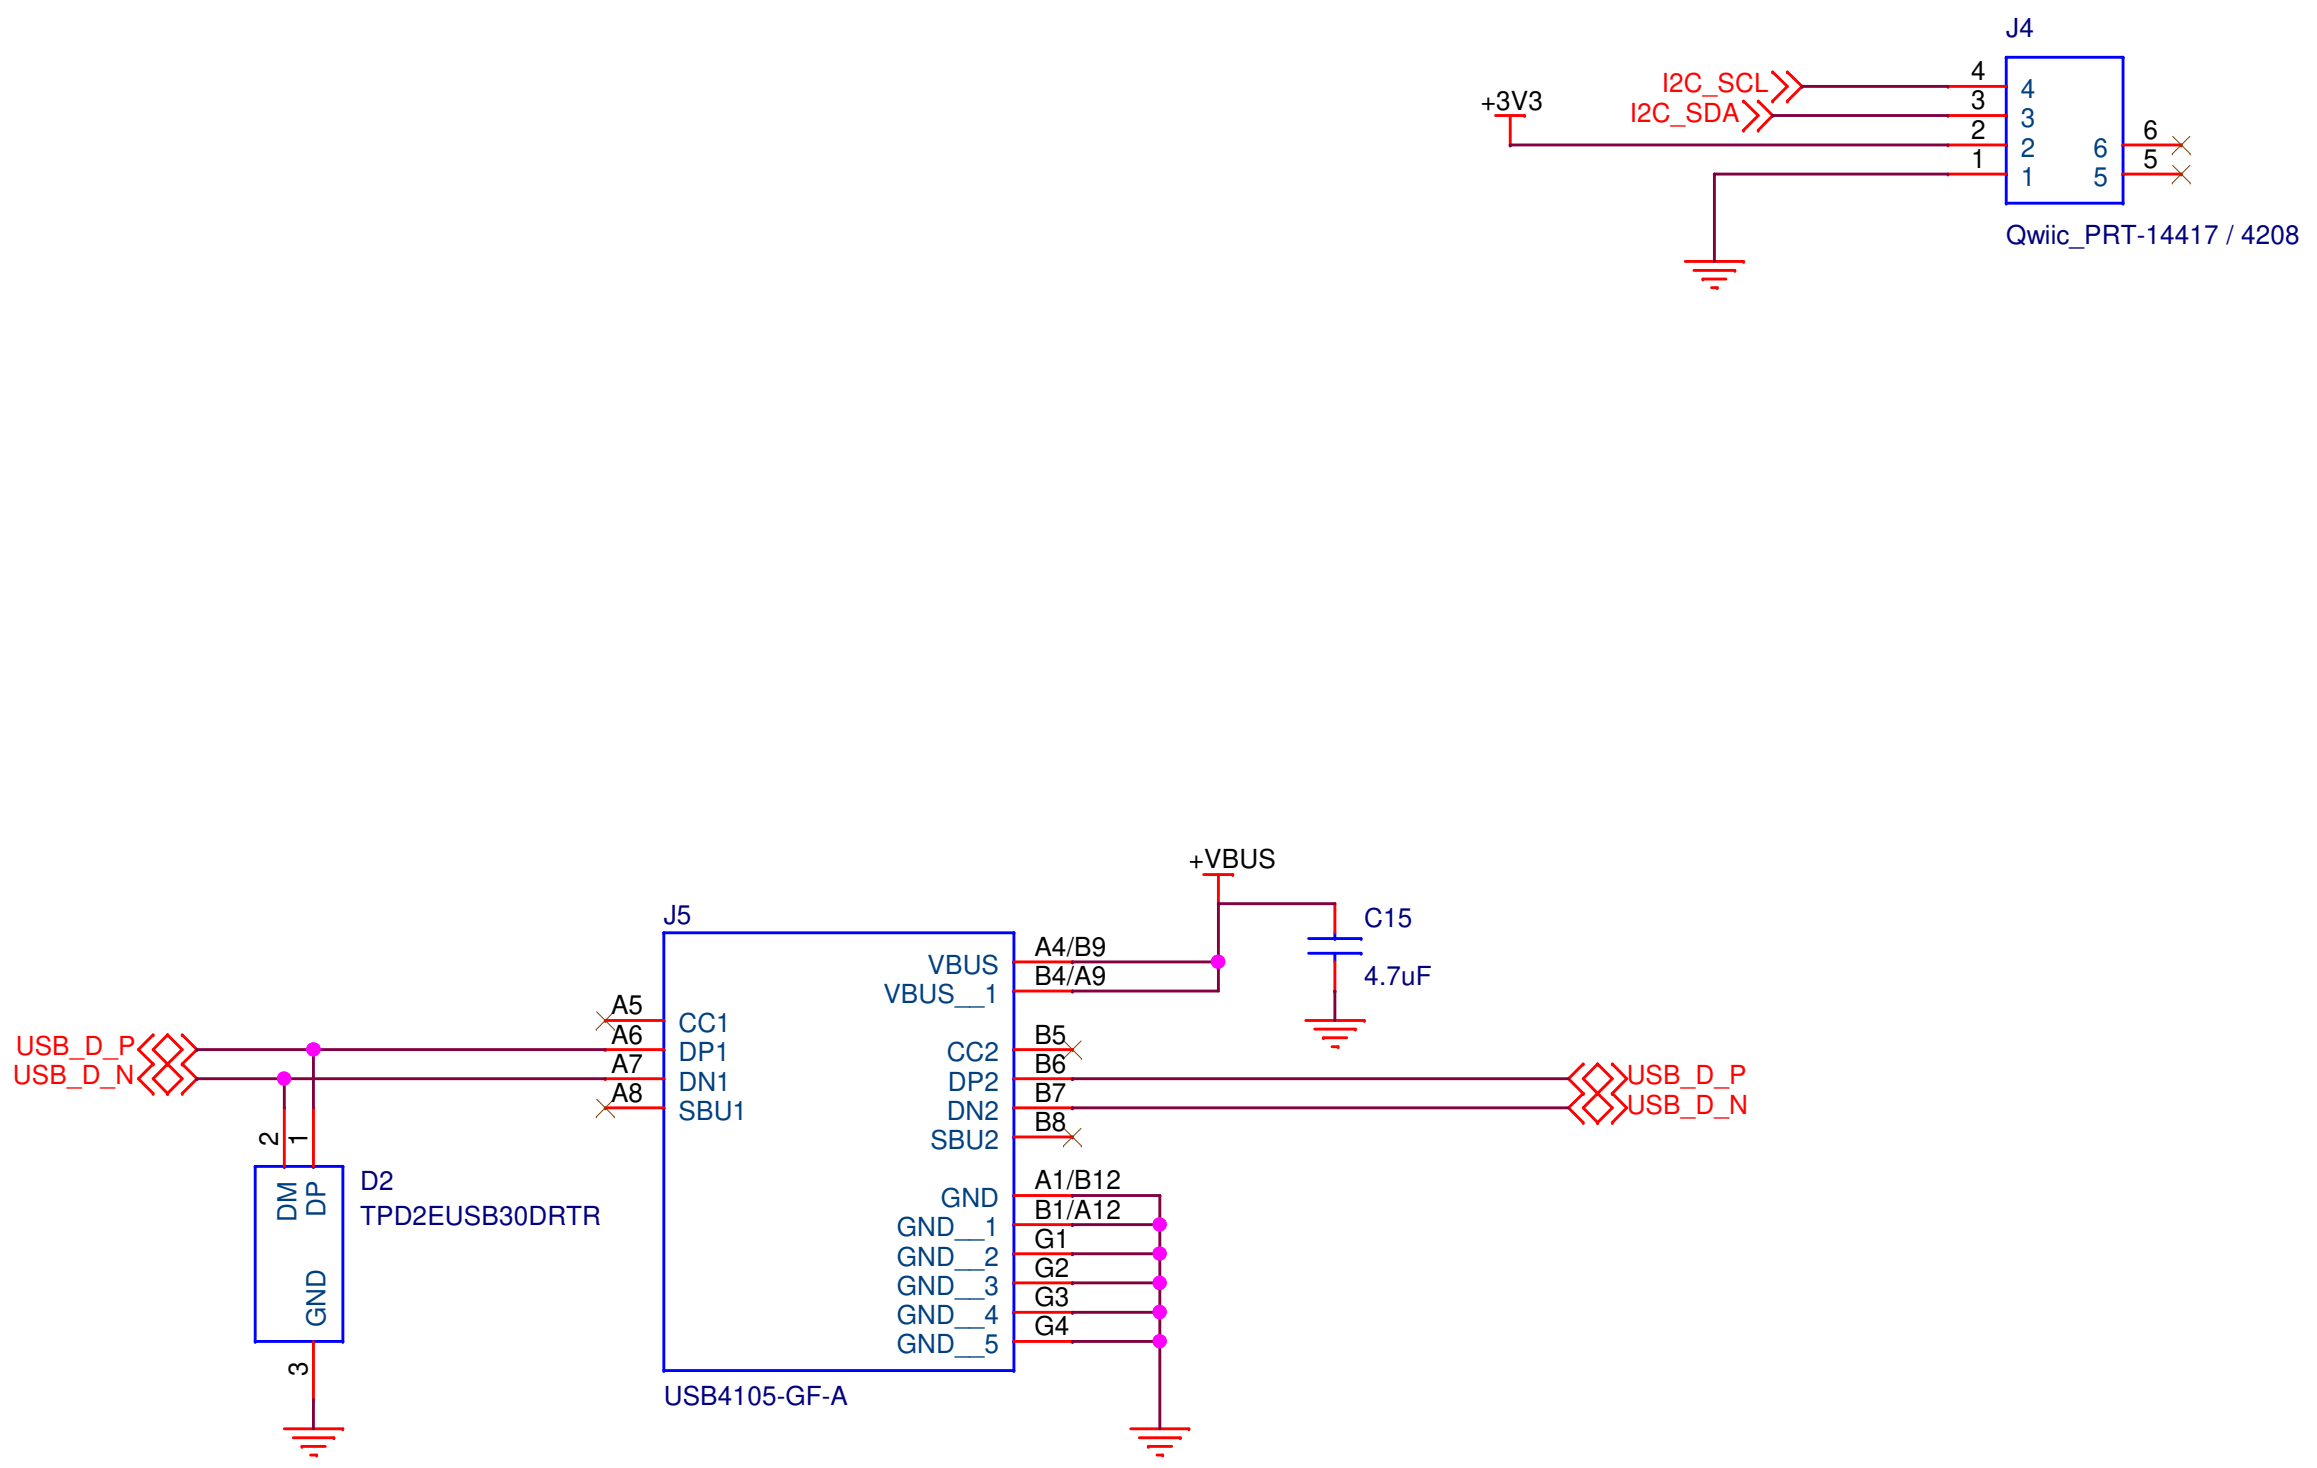 J4
I2C_SCL
I2C_SDA
+3V3
4
3
2
1
4
3
2
1
6
5
6
5
Qwiic_PRT-14417 / 4208
+VBUS
C15
4.7uF
J5
VBUS
VBUS__1
A4/B9
B4/A9
A5
A6
A7
A8
CC1
DP1
DN1
SBU1
CC2
DP2
DN2
SBU2
B5
B6
B7
B8
USB_D_P
USB_D_N
USB_D_P
USB_D_N
GND
GND__1
GND__2
GND__3
GND__4
GND__5
A1/B12
B1/A12
G1
G2
G3
G4
USB4105-GF-A
2
1
DM
DP
GND
3
D2
TPD2EUSB30DRTR